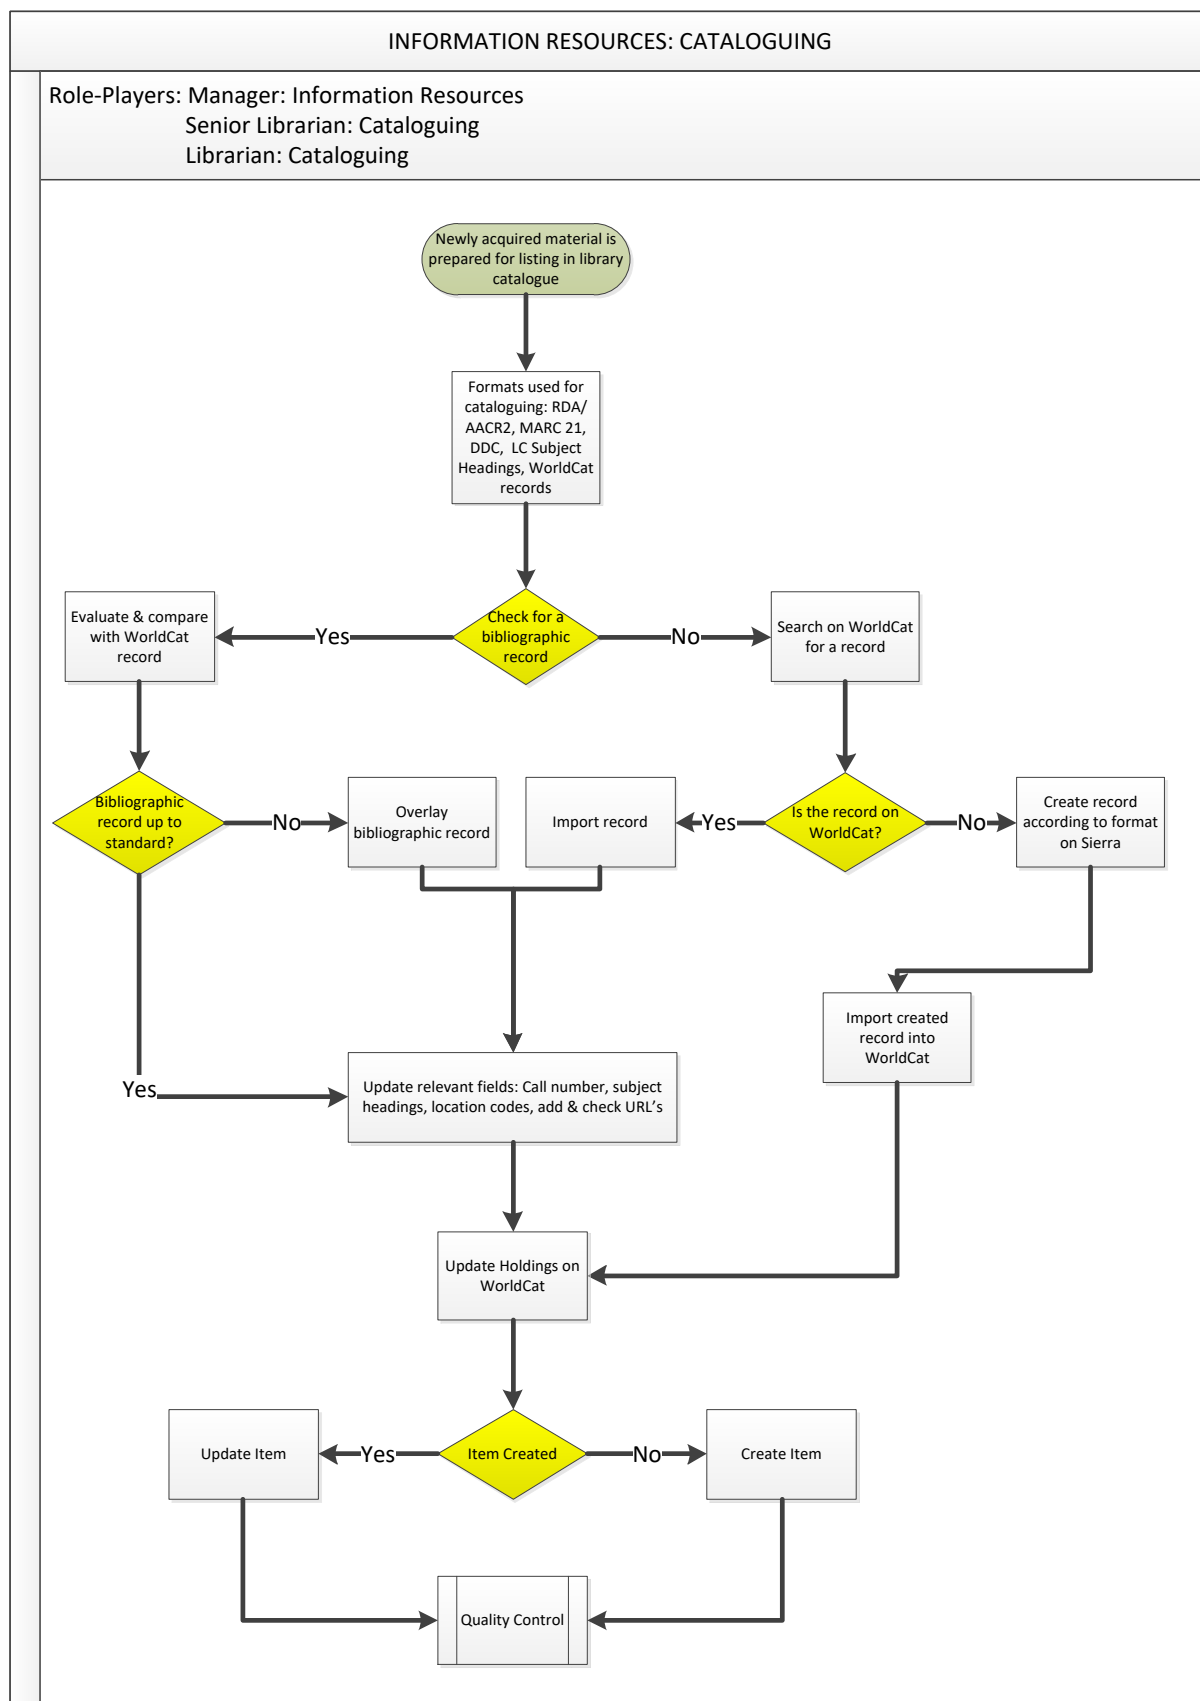 INFORMATION RESOURCES: CATALOGUING
Role-Players: Manager: Information Resources
Senior Librarian: Cataloguing
Librarian: Cataloguing
Newly acquired material is
prepared for listing in library
catalogue
Formats used for
cataloguing: RDA/
AACR2, MARC 21,
DDC, LC Subject
Headings, WorldCat
records
Evaluate & compare
with WorldCat
record
Yes
Check for a
bibliographic
record
No
Search on WorldCat
for a record
Bibliographic
record up to
standard?
No
Overlay
bibliographic record
Import record
Yes
Is the record on
WorldCat?
No
Create record
according to format
on Sierra
Import created
record into
WorldCat
Yes
Update relevant fields: Call number, subject
headings, location codes, add & check URL’s
Update Holdings on
WorldCat
Update Item
Yes
Item Created
No
Create Item
Quality Control